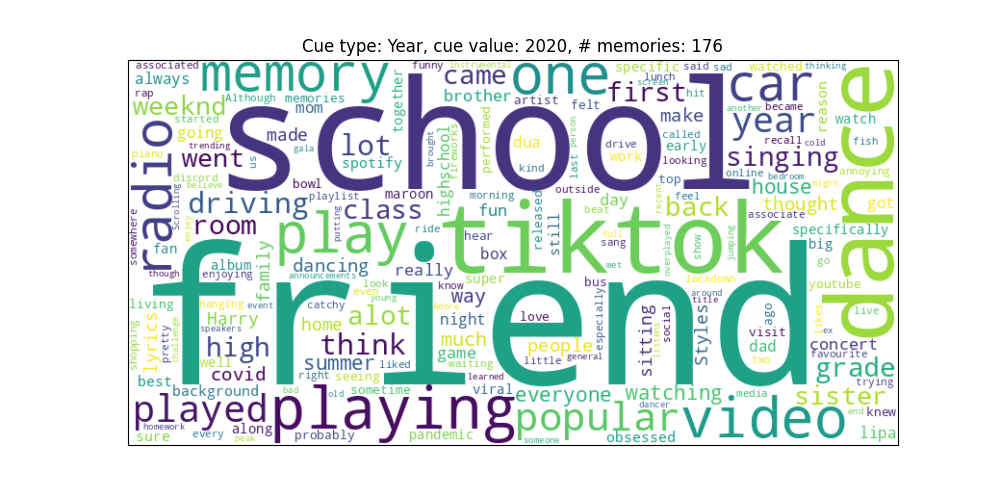 Cue type: Year, cue value: 2020, # memories: 176
associated always rap weeknd started going trending piano discord believe
memory Although memories mom made us gala went lot spotify bowl playlist
together brother came artist one felt first specific said sad watched thinking
funny instrumental lunch screen hit car another became reason watch
school highschool fireworks brought performed dua kind last person drive work make called early looking
year recall cold fish singing online bedroom might annoying
radio somewhere Scrolling enjoy driving room putting maroon class
morning fun released still outside day beat top feel recent back house thought got associate specifically
play ride hear box sang met full tiktok overplayed show jumping big go youtube dance
fan though album enjoying family announcements dancing really know super way bus lockdown around title
living hanging event speakers Harry home catchy look even young alot Adore
friend night love especially sitting listened social Styles ago visit dad two likes ex live
shopping lyrics pretty challenge high well covid summer right seeing think liked much game waiting people little general
concert favourite grade trying
best background bad old sometime learned viral everyone watching dancer media sister end knew
played homework sure every peak along probably playing pandemic someone popular obsessed video lipa